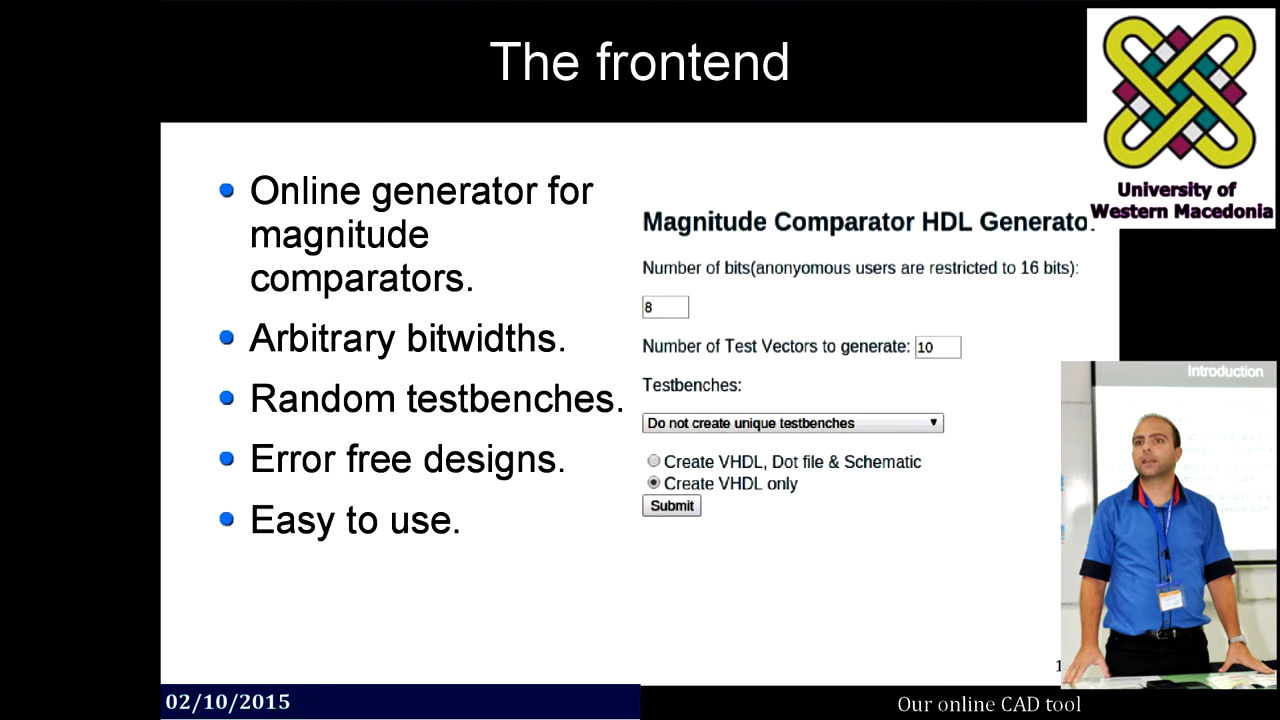 The frontend
University of
Western Macedonia
Online generator for
magnitude
comparators.
Arbitrary bitwidths.
Random testbenches.
Error free designs.
Easy to use.
Magnitude Comparator HDL Generator
Number of bits(anonyomous users are restricted to 16 bits):
8
Number of Test Vectors to generate: 10
Testbenches:
Do not create unique testbenches
Create VHDL, Dot file & Schematic
Create VHDL only
Submit
Introduction
02/10/2015
Our online CAD tool